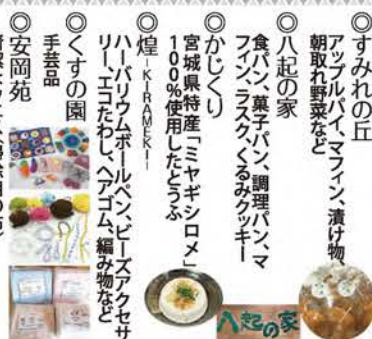 ◎すみれの丘
アップルパイ、マフィン、漬け物、
朝取れ野菜など
◎八起の家
食パン、菓子パン、調理パン、マ
フィン、ラスク、くるみクッキー
◎かじくり
宮城県特産「ミヤギシロメ」
100%使用したとうふ
◎煌-KIRAMEKI-
ハーバリウムボールペン、ビーズアクセサ
リー、エコたわし、ヘアゴム、編み物など
◎くすの園
手芸品
◎安岡苑
八起の家